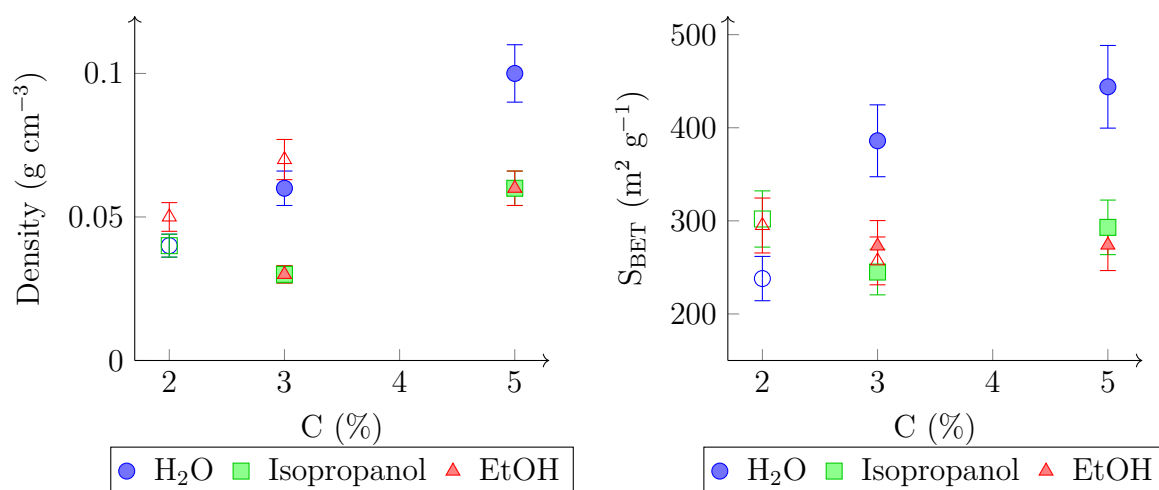 Density (g cm⁻³)
0.1
0.05
0
2 3 4 5
C (%)
H₂O Isopropanol EtOH
S_BET (m² g⁻¹)
500
400
300
200
2 3 4 5
C (%)
H₂O Isopropanol EtOH